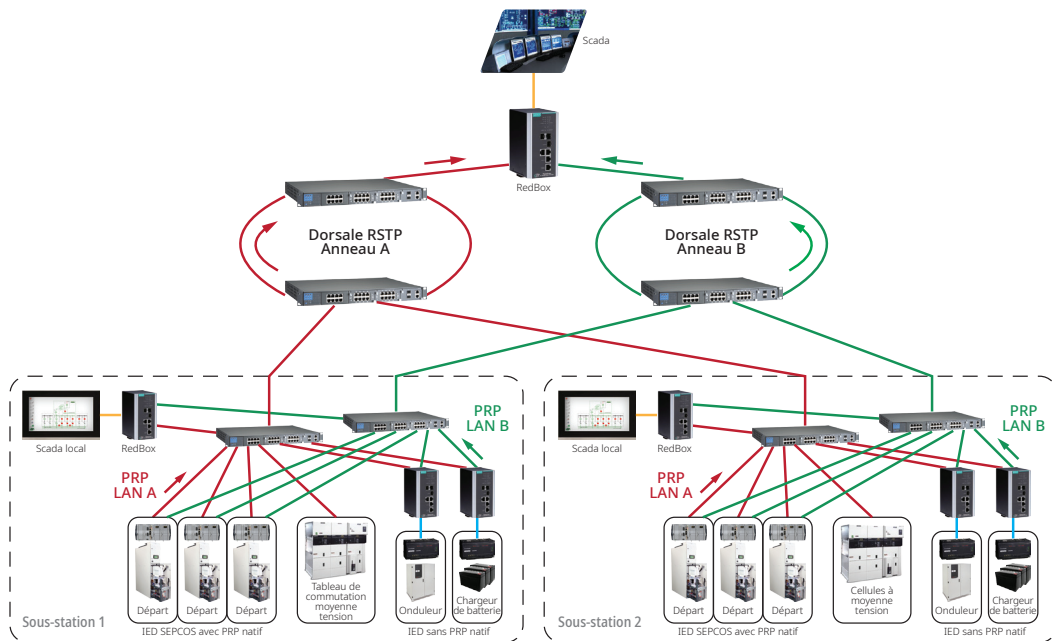 Scada
RedBox
Dorsale RSTP
Anneau A
Dorsale RSTP
Anneau B
Scada local
RedBox
PRP
LAN B
PRP
LAN A
Départ
Départ
Départ
Tableau de
commutation
moyenne
tension
Onduleur
Chargeur
de batterie
Sous-station 1
IED SEPCOS avec PRP natif
IED sans PRP natif
Scada local
RedBox
PRP
LAN B
PRP
LAN A
Départ
Départ
Départ
Cellules à
moyenne
tension
Onduleur
Chargeur
de batterie
Sous-station 2
IED SEPCOS avec PRP natif
IED sans PRP natif